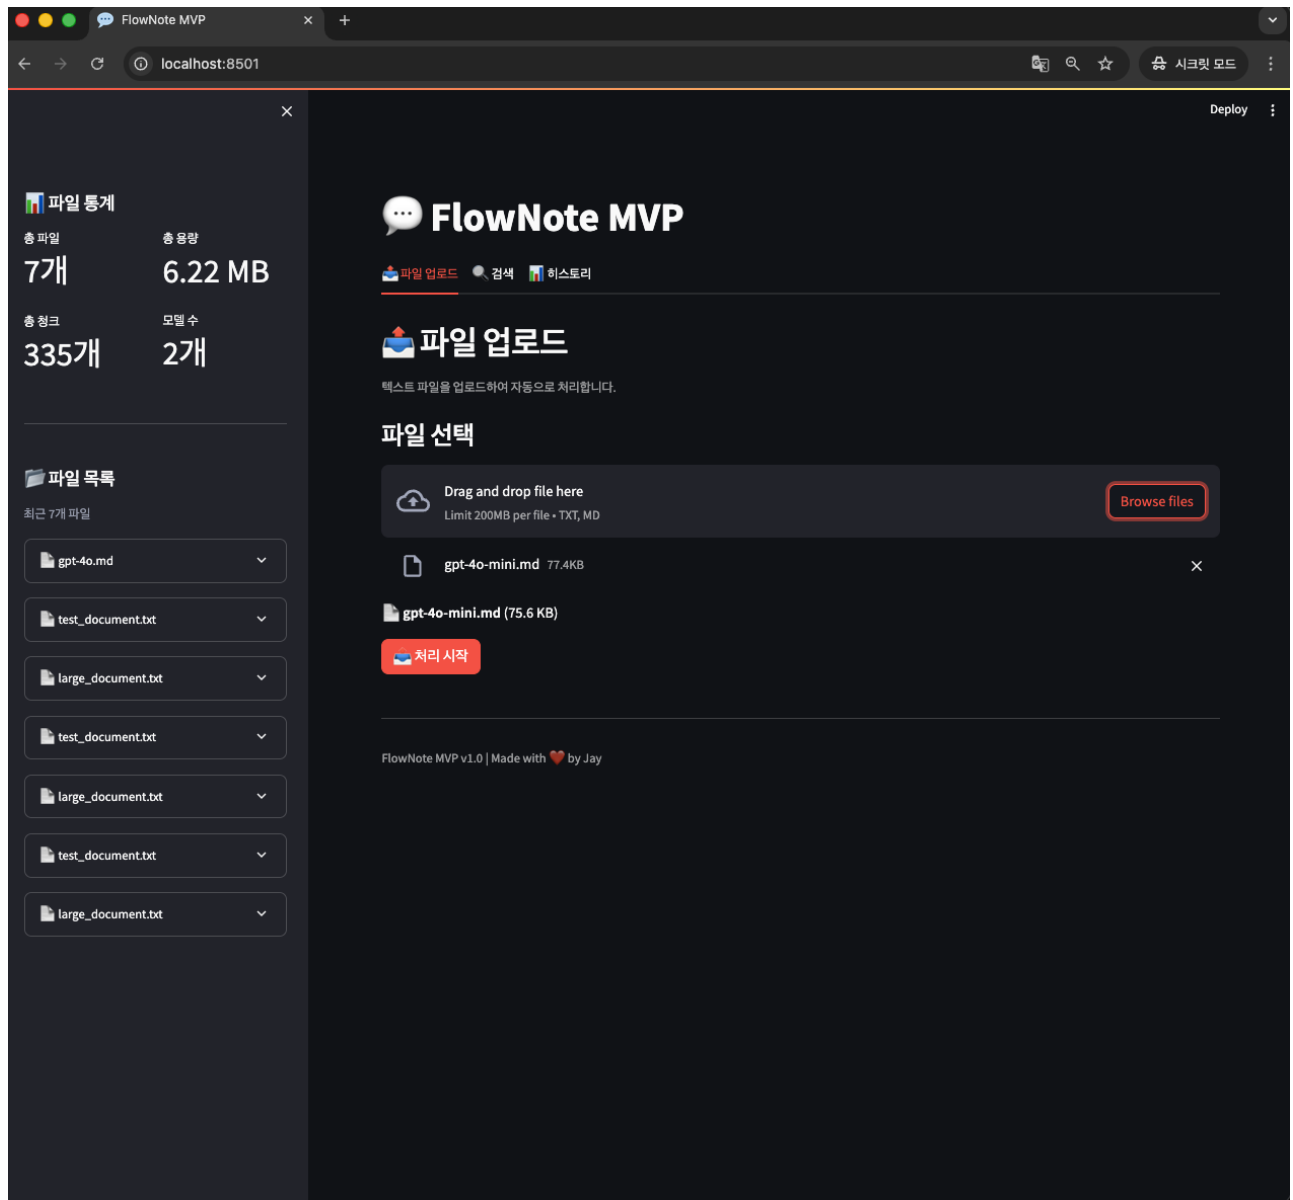 FlowNote MVP
localhost:8501
시크릿 모드
Deploy
파일 통계
총 파일
총 용량
7개
6.22 MB
총 청크
모델 수
335개
2개
파일 목록
최근 7개 파일
gpt-4o.md
test_document.txt
large_document.txt
test_document.txt
large_document.txt
test_document.txt
large_document.txt
FlowNote MVP
파일 업로드 검색 히스토리
파일 업로드
텍스트 파일을 업로드하여 자동으로 처리합니다.
파일 선택
Drag and drop file here
Limit 200MB per file • TXT, MD
Browse files
gpt-4o-mini.md 77.4KB
gpt-4o-mini.md (75.6 KB)
처리 시작
FlowNote MVP v1.0 | Made with ❤️ by Jay